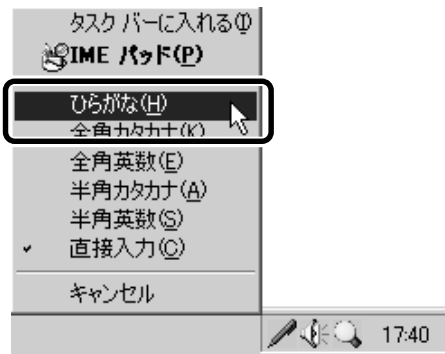 タスク バーに入れる(I)
IME パッド(P)
ひらがな(H)
全角カタカナ(K)
全角英数(E)
半角カタカナ(A)
半角英数(S)
直接入力(C)
キャンセル
17:40